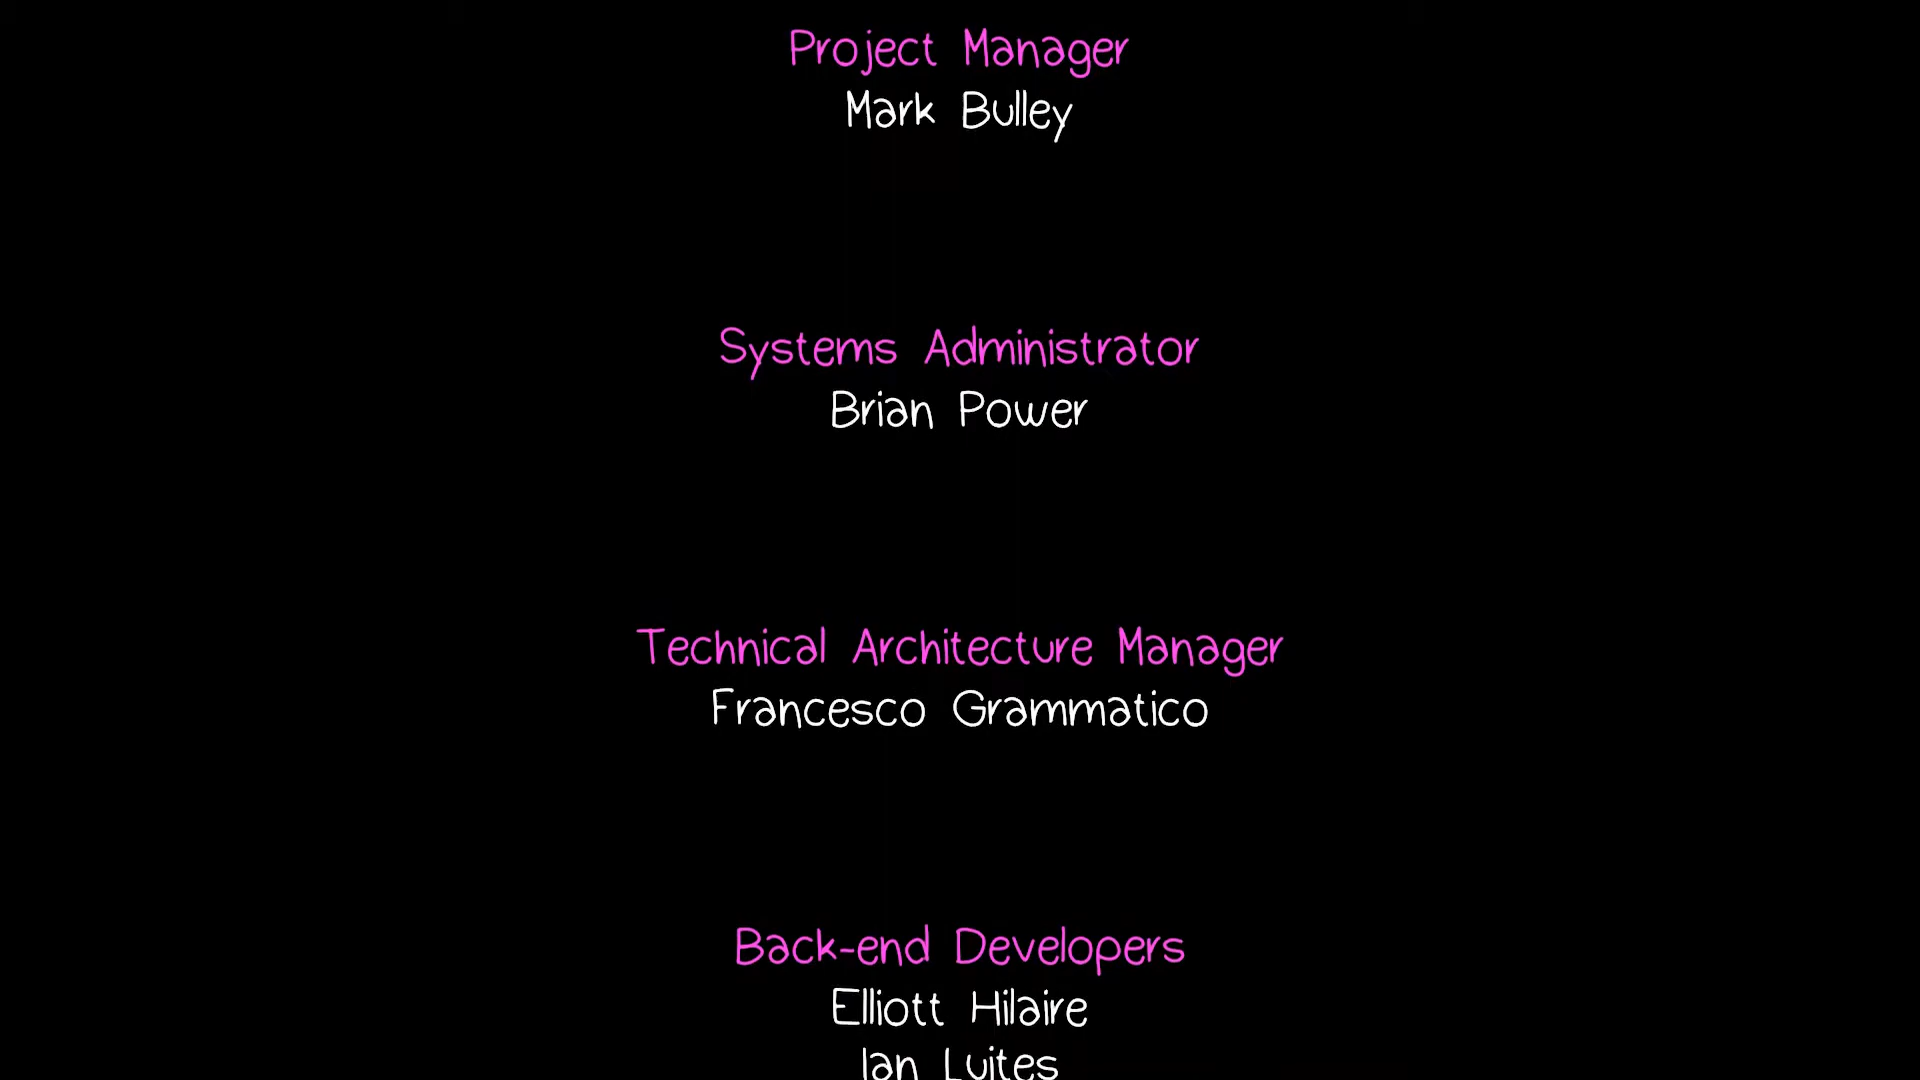 Project Manager
Mark Bulley
Systems Administrator
Brian Power
Technical Architecture Manager
Francesco Grammatico
Back-end Developers
Elliott Hilaire
Ian Luites